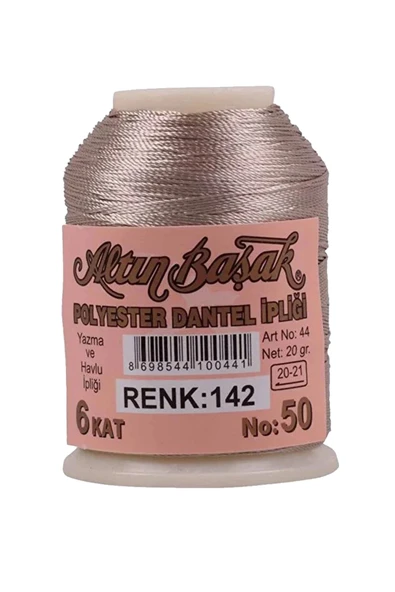 Altın Başak
POLYESTER DANTEL İPLİĞİ
Yazma
ve
Havlu
İpliği
Art No: 44
Net: 20 gr.
20-21
8 698544 100441
RENK:142
6 KAT
No:50